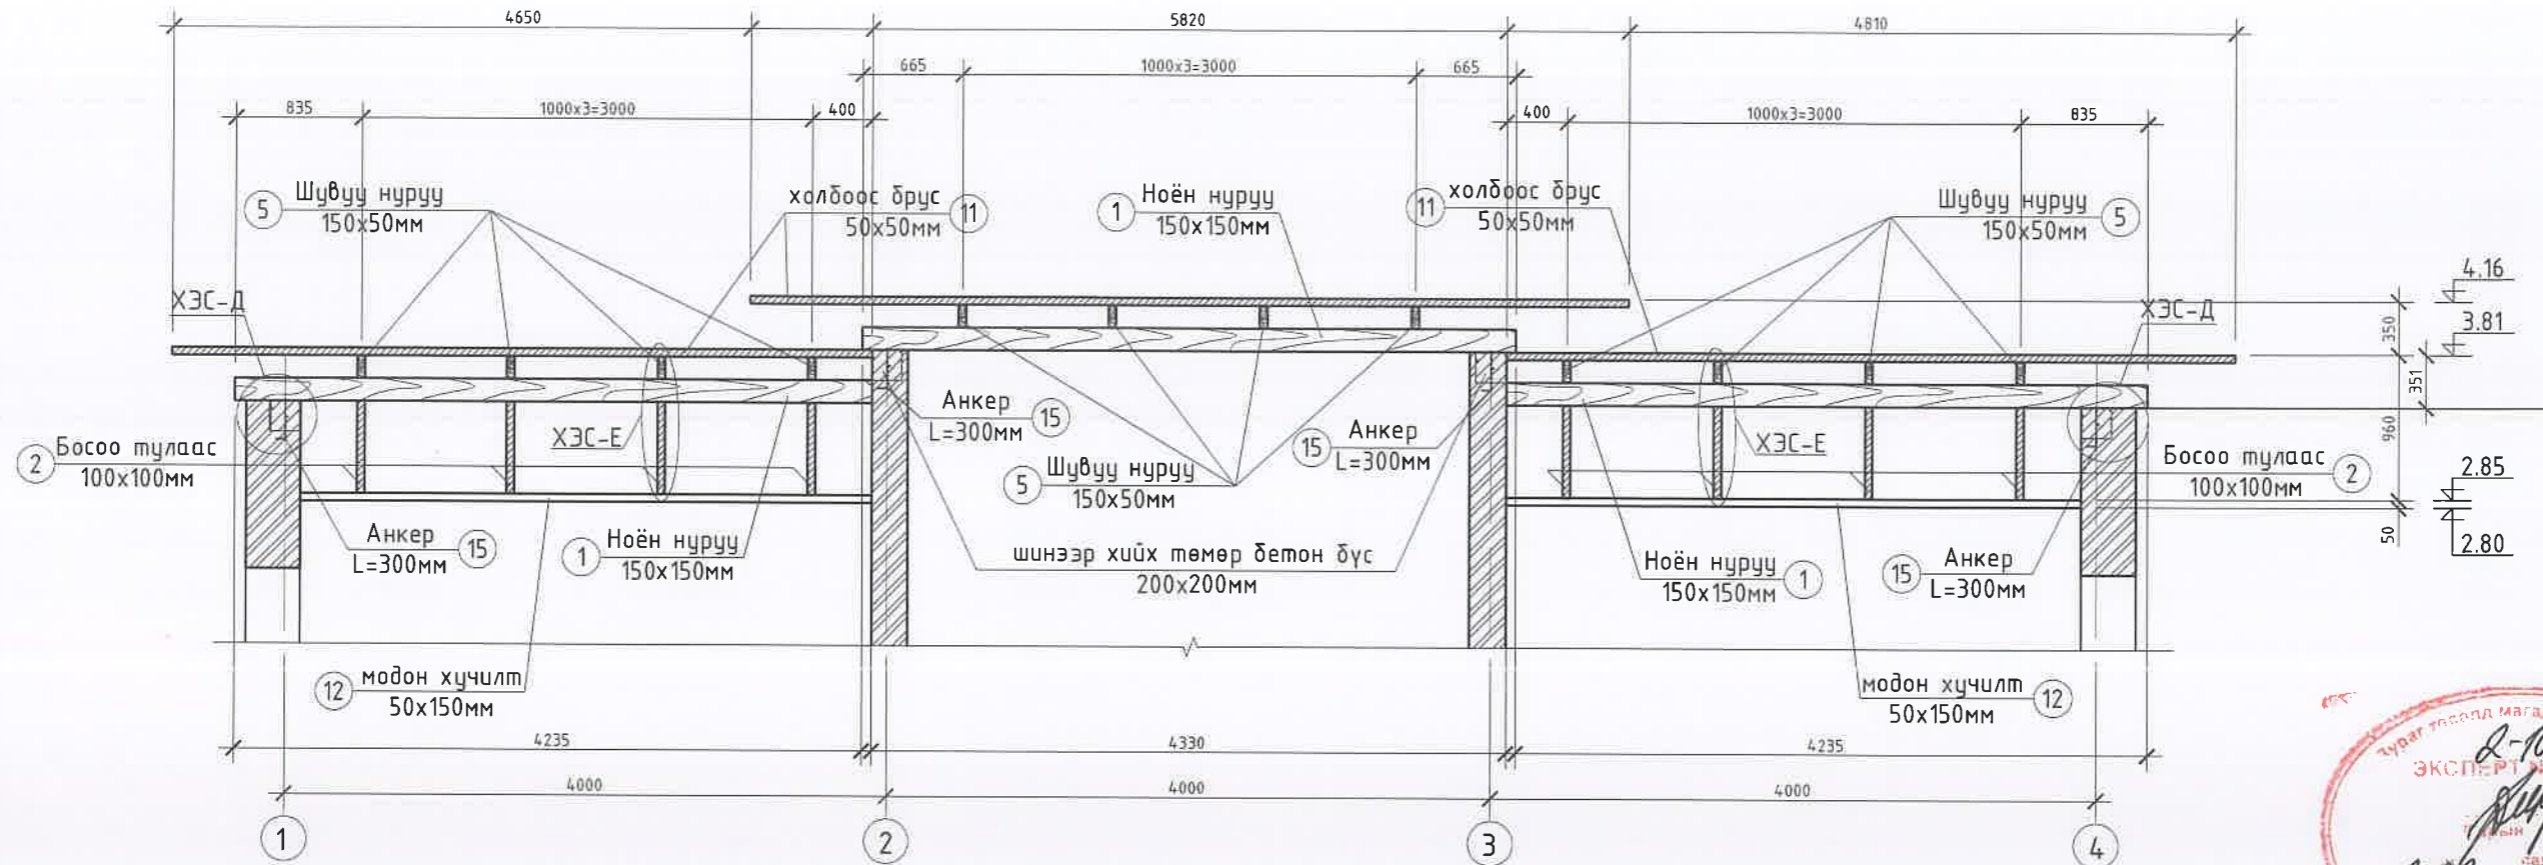 4650
5820
4810
665
1000x3=3000
665
835
1000x3=3000
400
400
1000x3=3000
835
5 Шувуу нуруу
150x50мм
холбоос брус 11
50x50мм
1 Ноён нуруу
150x150мм
11 холбоос брус
50x50мм
Шувуу нуруу 5
150x50мм
4.16
ХЭС-Д
ХЭС-Д
350
3.81
351
Анкер 15
L=300мм
15 Анкер
L=300мм
ХЭС-Е
ХЭС-Е
960
2 Босоо тулаас
100x100мм
5 Шувуу нуруу
150x50мм
Босоо тулаас 2
100x100мм
2.85
50
2.80
Анкер 15
L=300мм
1 Ноён нуруу
150x150мм
шинээр хийх төмөр бетон бүс
200x200мм
Ноён нуруу 1
150x150мм
15 Анкер
L=300мм
12 модон хучилт
50x150мм
модон хучилт 12
50x150мм
4235
4330
4235
4000
4000
4000
1
2
3
4
Зураг төсөлд
ЭКСПЕРТ